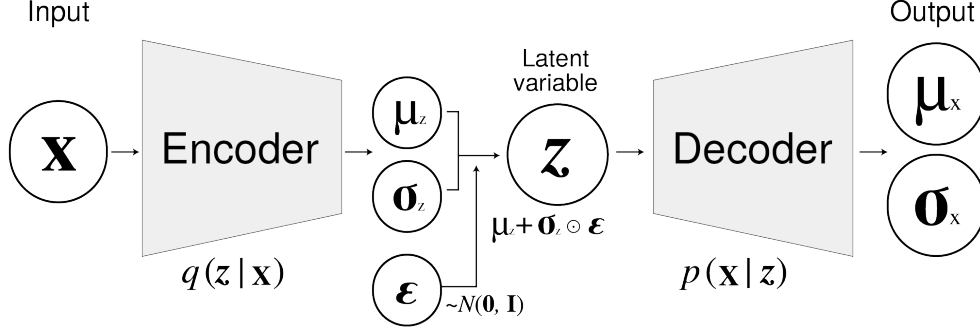 Input
x
Encoder
q(z|x)
μz
σz
ε
~N(0, I)
Latent
variable
z
μz+σz⊙ε
Decoder
p(x|z)
Output
μx
σx